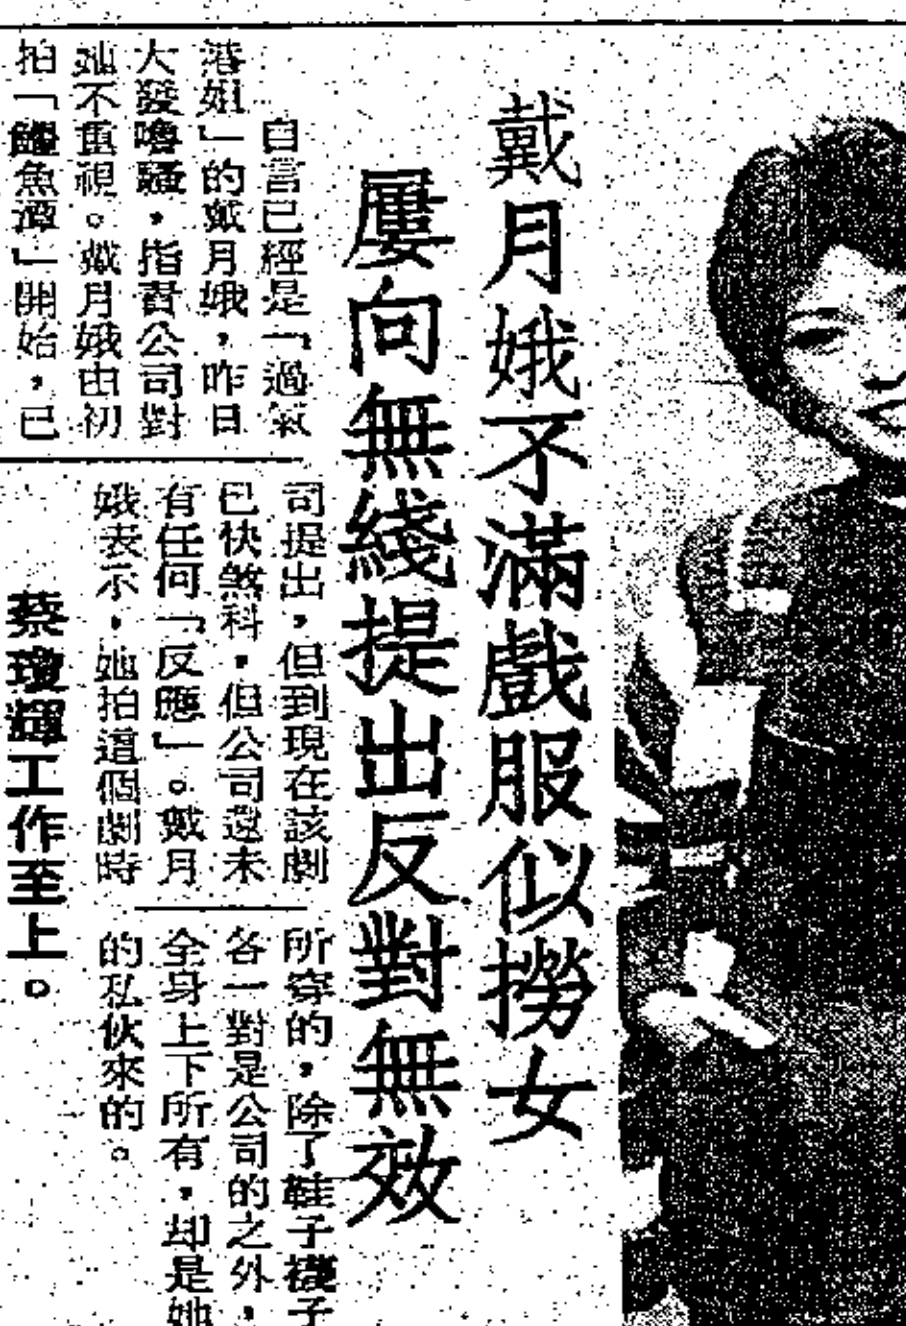 戴月娥不滿戲服似撈女
屢向無綫提出反對無效
自言已經是「過氣
港姐」的戴月娥，昨日
大發嚕囌，指責公司對
她不重視。戴月娥由初
拍「鱷魚潭」開始，已
司提出，但到現在該劇
已快煞科，但公司還未
有任何「反應」。戴月
娥表示，她拍這個劇時
所穿的，除了鞋子襪子
各一對是公司的之外，
全身上下所有，却是她
的私伙來的。
蔡瓊輝工作至上。